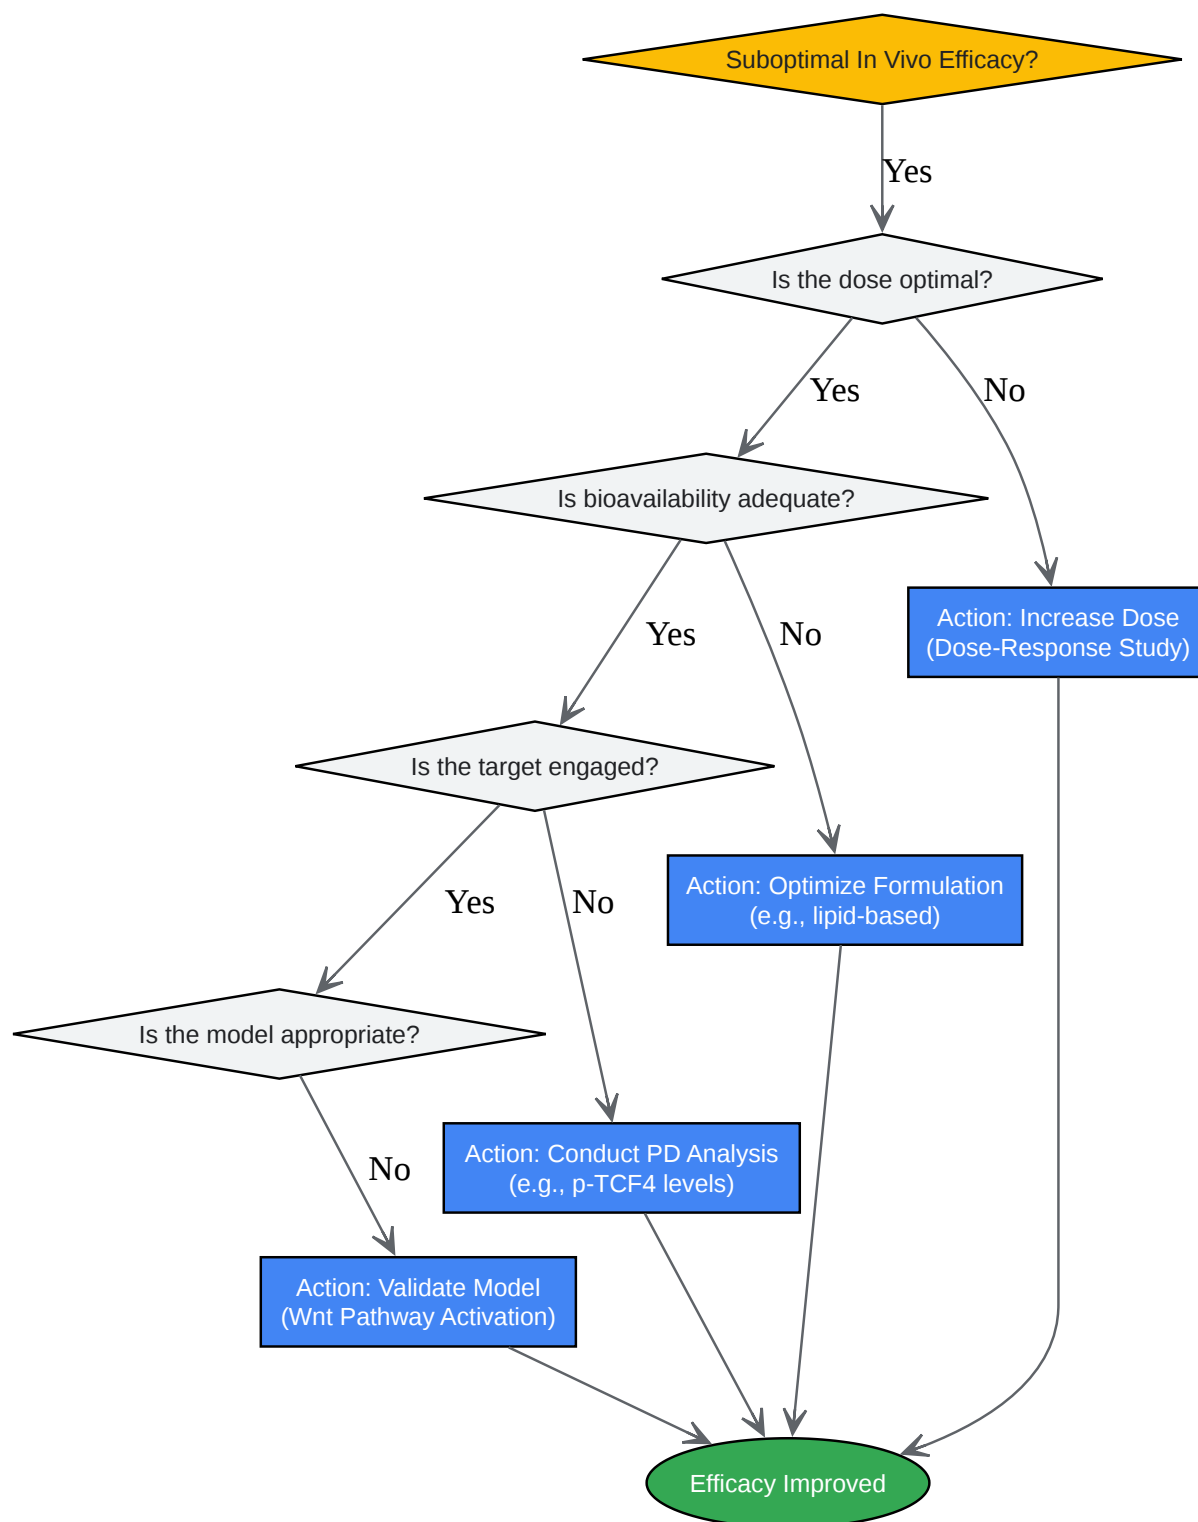 Suboptimal In Vivo Efficacy?
Yes
Is the dose optimal?
Yes
No
Is bioavailability adequate?
Yes
No
Action: Increase Dose
(Dose-Response Study)
Is the target engaged?
Yes
No
Action: Optimize Formulation
(e.g., lipid-based)
Is the model appropriate?
No
Action: Conduct PD Analysis
(e.g., p-TCF4 levels)
Action: Validate Model
(Wnt Pathway Activation)
Efficacy Improved